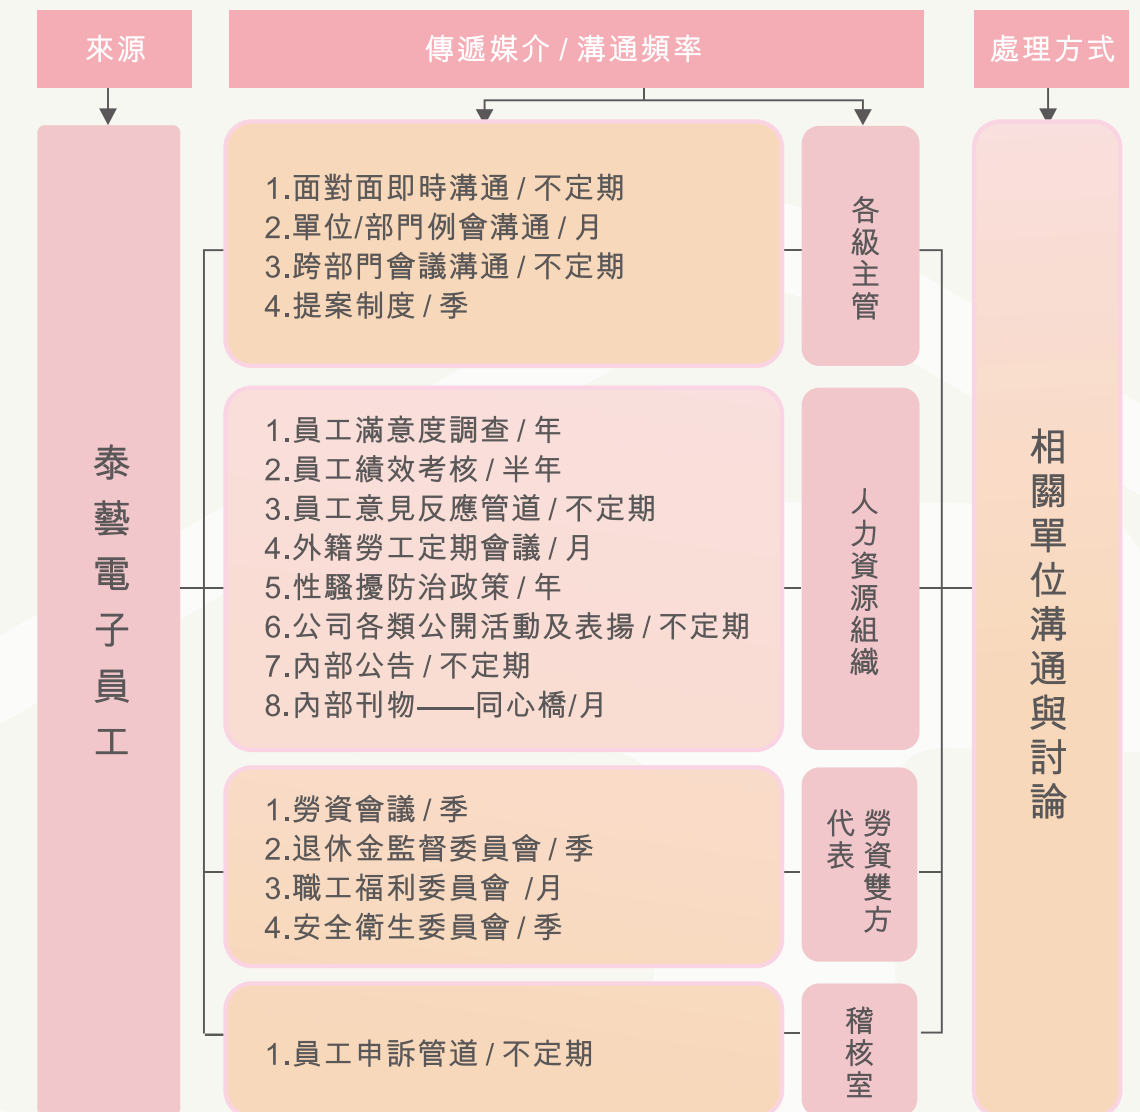 來源
傳遞媒介 / 溝通頻率
處理方式
泰藝電子員工
1.面對面即時溝通 / 不定期
2.單位/部門例會溝通 / 月
3.跨部門會議溝通 / 不定期
4.提案制度 / 季
各級主管
1.員工滿意度調查 / 年
2.員工績效考核 / 半年
3.員工意見反應管道 / 不定期
4.外籍勞工定期會議 / 月
5.性騷擾防治政策 / 年
6.公司各類公開活動及表揚 / 不定期
7.內部公告 / 不定期
8.內部刊物——同心橋/月
人力資源組織
1.勞資會議 / 季
2.退休金監督委員會 / 季
3.職工福利委員會 /月
4.安全衛生委員會 / 季
勞資雙方
代表
1.員工申訴管道 / 不定期
稽核室
相關單位溝通與討論